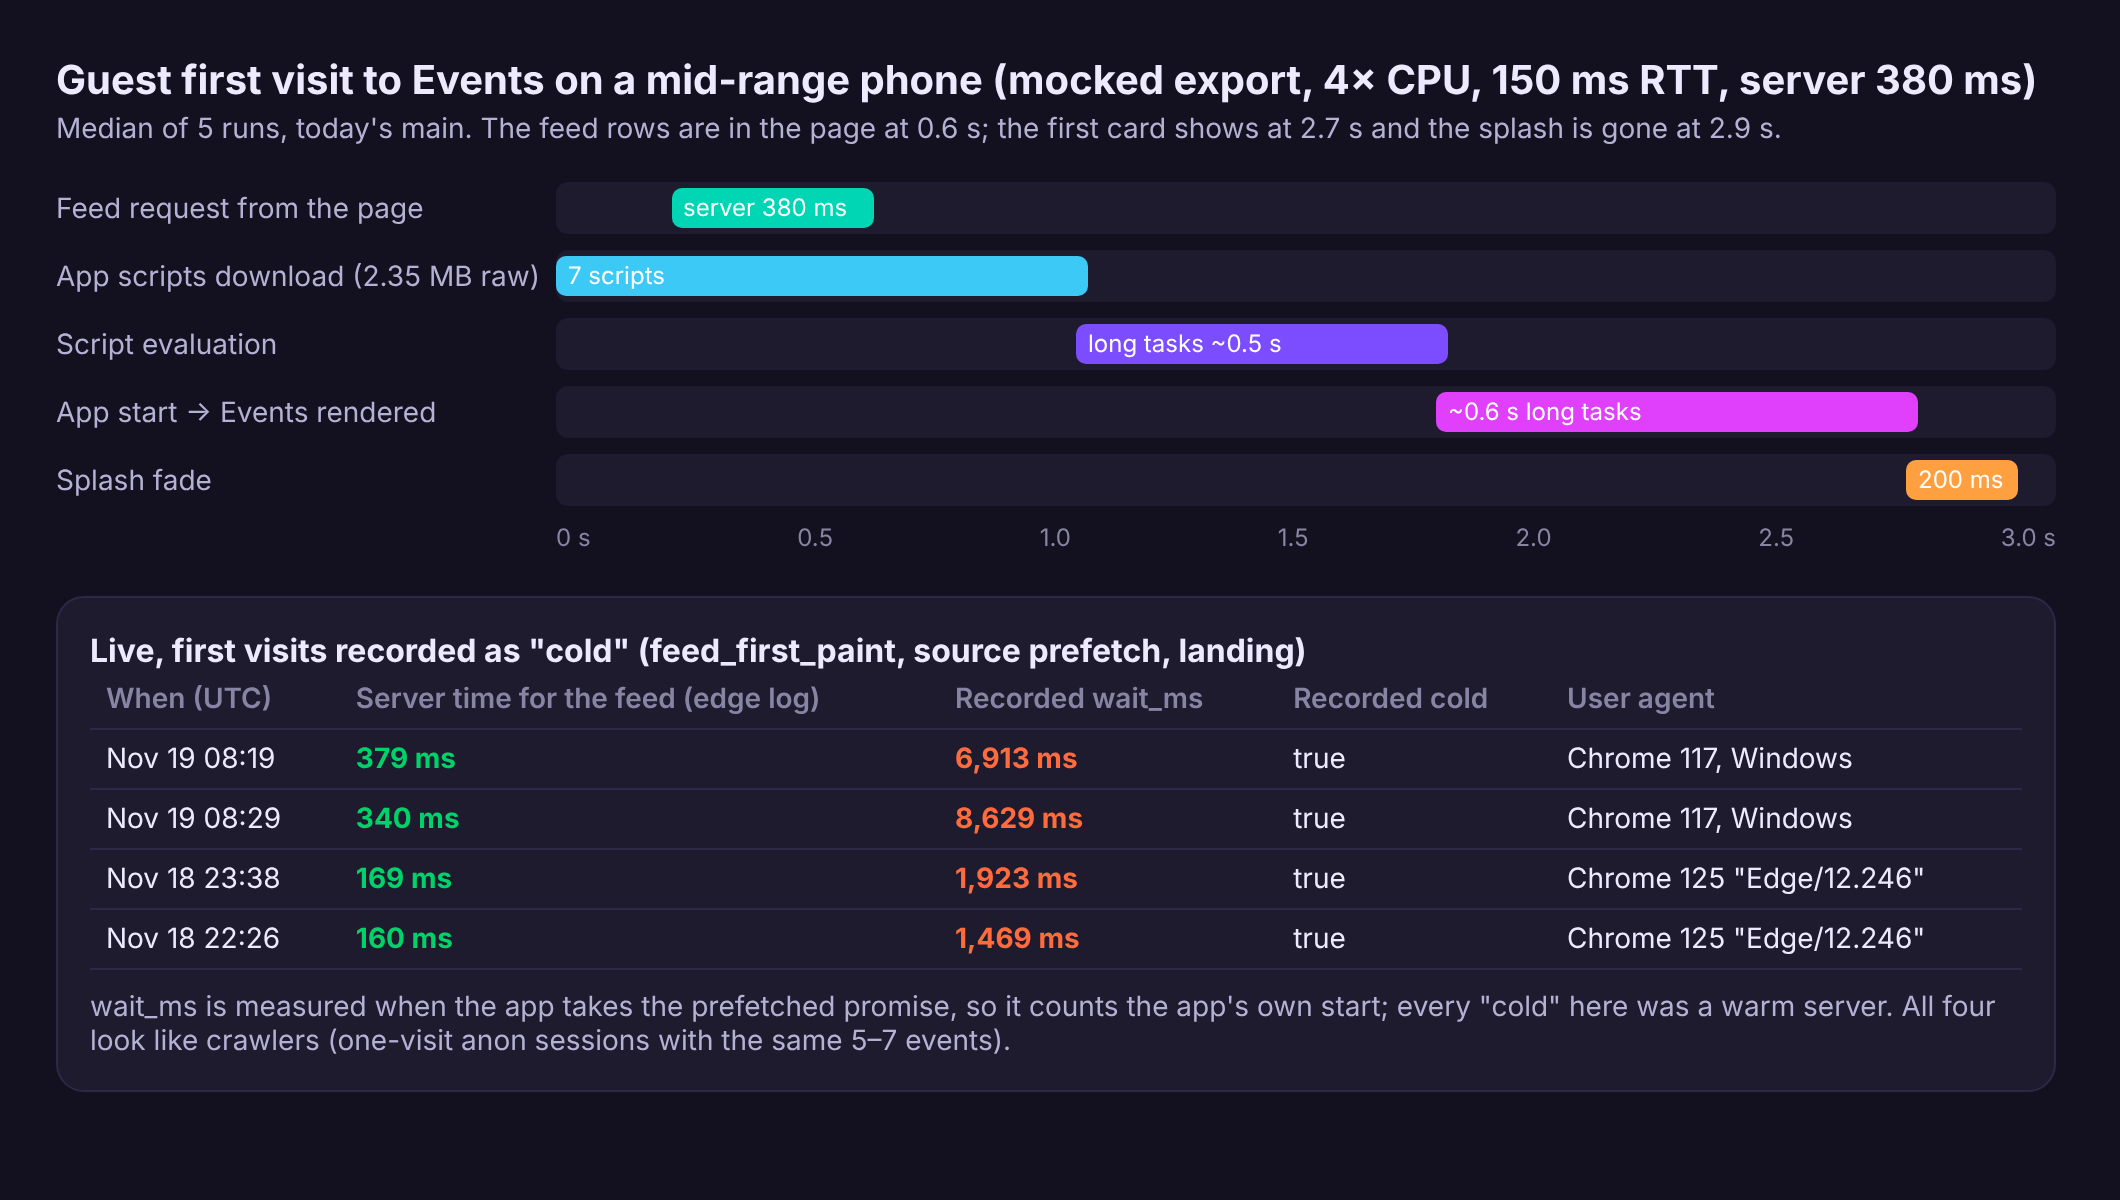 Guest first visit to Events on a mid-range phone (mocked export, 4× CPU, 150 ms RTT, server 380 ms)
Median of 5 runs, today's main. The feed rows are in the page at 0.6 s; the first card shows at 2.7 s and the splash is gone at 2.9 s.
Feed request from the page server 380 ms
App scripts download (2.35 MB raw) 7 scripts
Script evaluation long tasks ~0.5 s
App start → Events rendered ~0.6 s long tasks
Splash fade 200 ms
0 s 0.5 1.0 1.5 2.0 2.5 3.0 s
Live, first visits recorded as "cold" (feed_first_paint, source prefetch, landing)
When (UTC) Server time for the feed (edge log) Recorded wait_ms Recorded cold User agent
Nov 19 08:19 379 ms 6,913 ms true Chrome 117, Windows
Nov 19 08:29 340 ms 8,629 ms true Chrome 117, Windows
Nov 18 23:38 169 ms 1,923 ms true Chrome 125 "Edge/12.246"
Nov 18 22:26 160 ms 1,469 ms true Chrome 125 "Edge/12.246"
wait_ms is measured when the app takes the prefetched promise, so it counts the app's own start; every "cold" here was a warm server. All four
look like crawlers (one-visit anon sessions with the same 5–7 events).